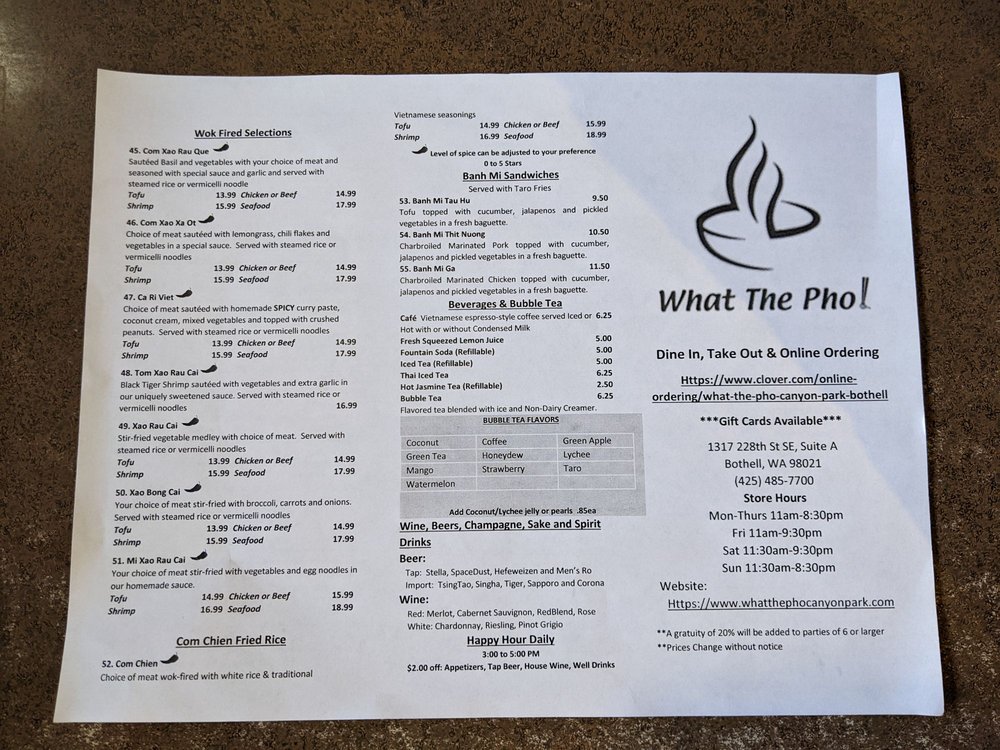 Wok Fired Selections
45. Com Xao Rau Que
Sautéed Basil and vegetables with your choice of meat and
seasoned with special sauce and garlic and served with
steamed rice or vermicelli noodle
Tofu 13.99 Chicken or Beef 14.99
Shrimp 15.99 Seafood 17.99
46. Com Xao Xa Ot
Choice of meat sautéed with lemongrass, chili flakes and
vegetables in a special sauce. Served with steamed rice or
vermicelli noodles
Tofu 13.99 Chicken or Beef 14.99
Shrimp 15.99 Seafood 17.99
47. Ca Ri Viet
Choice of meat sautéed with homemade SPICY curry paste,
coconut cream, mixed vegetables and topped with crushed
peanuts. Served with steamed rice or vermicelli noodles
Tofu 13.99 Chicken or Beef 14.99
Shrimp 15.99 Seafood 17.99
48. Tom Xao Rau Cai
Black Tiger Shrimp sautéed with vegetables and extra garlic in
our uniquely sweetened sauce. Served with steamed rice or
vermicelli noodles 16.99
49. Xao Rau Cai
Stir-fried vegetable medley with choice of meat. Served with
steamed rice or vermicelli noodles
Tofu 13.99 Chicken or Beef 14.99
Shrimp 15.99 Seafood 17.99
50. Xao Bong Cai
Your choice of meat stir-fried with broccoli, carrots and onions.
Served with steamed rice or vermicelli noodles
Tofu 13.99 Chicken or Beef 14.99
Shrimp 15.99 Seafood 17.99
51. Mi Xao Rau Cai
Your choice of meat stir-fried with vegetables and egg noodles in
our homemade sauce.
Tofu 14.99 Chicken or Beef 15.99
Shrimp 16.99 Seafood 18.99
Com Chien Fried Rice
52. Com Chien
Choice of meat wok-fired with white rice & traditional
Vietnamese seasonings
Tofu 14.99 Chicken or Beef 15.99
Shrimp 16.99 Seafood 18.99
Level of spice can be adjusted to your preference
0 to 5 Stars
Banh Mi Sandwiches
Served with Taro Fries
53. Banh Mi Tau Hu 9.50
Tofu topped with cucumber, jalapenos and pickled
vegetables in a fresh baguette.
54. Banh Mi Thit Nuong 10.50
Charbroiled Marinated Pork topped with cucumber,
jalapenos and pickled vegetables in a fresh baguette.
55. Banh Mi Ga 11.50
Charbroiled Marinated Chicken topped with cucumber,
jalapenos and pickled vegetables in a fresh baguette.
Beverages & Bubble Tea
Café Vietnamese espresso-style coffee served Iced or 6.25
Hot with or without Condensed Milk
Fresh Squeezed Lemon Juice 5.00
Fountain Soda (Refillable) 5.00
Iced Tea (Refillable) 5.00
Thai Iced Tea 6.25
Hot Jasmine Tea (Refillable) 2.50
Bubble Tea 6.25
Flavored tea blended with ice and Non-Dairy Creamer.
BUBBLE TEA FLAVORS
Coconut Coffee Green Apple
Green Tea Honeydew Lychee
Mango Strawberry Taro
Watermelon
Add Coconut/Lychee jelly or pearls .85ea
Wine, Beers, Champagne, Sake and Spirit
Drinks
Beer:
Tap: Stella, SpaceDust, Hefeweizen and Men's Ro
Import: TsingTao, Singha, Tiger, Sapporo and Corona
Wine:
Red: Merlot, Cabernet Sauvignon, RedBlend, Rose
White: Chardonnay, Riesling, Pinot Grigio
Happy Hour Daily
3:00 to 5:00 PM
$2.00 off: Appetizers, Tap Beer, House Wine, Well Drinks
What The Pho!
Dine In, Take Out & Online Ordering
Https://www.clover.com/online-
ordering/what-the-pho-canyon-park-bothell
***Gift Cards Available***
1317 228th St SE, Suite A
Bothell, WA 98021
(425) 485-7700
Store Hours
Mon-Thurs 11am-8:30pm
Fri 11am-9:30pm
Sat 11:30am-9:30pm
Sun 11:30am-8:30pm
Website:
Https://www.whatthephocanyonpark.com
**A gratuity of 20% will be added to parties of 6 or larger
**Prices Change without notice